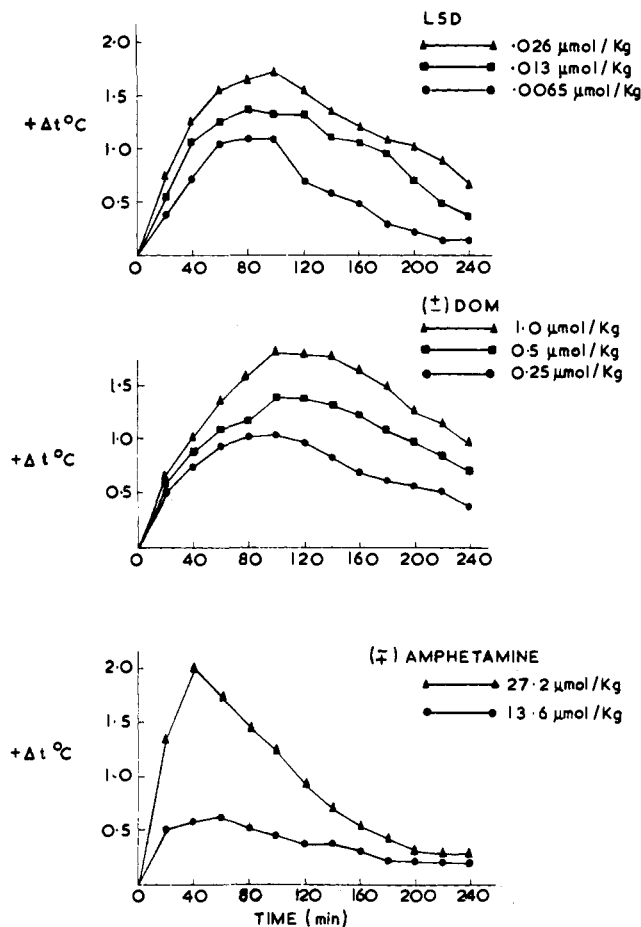 LSD
·026 μmol/Kg
·013 μmol/Kg
·0065 μmol/Kg
2·0
1·5
1·0
0·5
+Δt°C
0 40 80 120 160 200 240
(±) DOM
1·0 μmol/Kg
0·5 μmol/Kg
0·25 μmol/Kg
1·5
1·0
0·5
+Δt°C
0 40 80 120 160 200 240
(∓) AMPHETAMINE
27·2 μmol/Kg
13·6 μmol/Kg
2·0
1·5
1·0
0·5
+Δt°C
0 40 80 120 160 200 240
TIME (min)